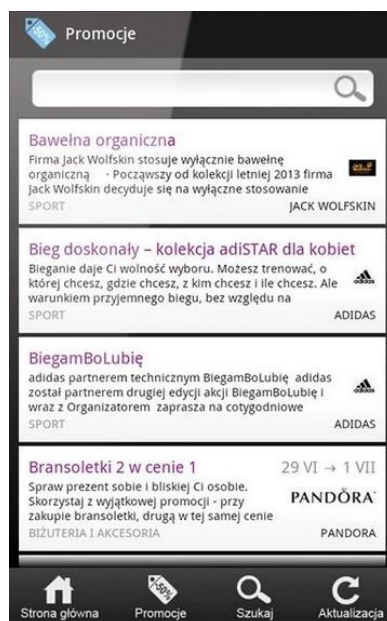 -50%
Promocje
Bawełna organiczna
Firma Jack Wolfskin stosuje wyłącznie bawełnę
organiczną - Począwszy od kolekcji letniej 2013 firma
Jack Wolfskin decyduje się na wyłączne stosowanie
SPORT JACK WOLFSKIN
Bieg doskonały – kolekcja adiSTAR dla kobiet
Bieganie daje Ci wolność wyboru. Możesz trenować, o
której chcesz, gdzie chcesz, z kim chcesz i ile chcesz. Ale
warunkiem przyjemnego biegu, bez względu na
adidas
SPORT ADIDAS
BiegamBoLubię
adidas partnerem technicznym BiegamBoLubię adidas
został partnerem drugiej edycji akcji BiegamBoLubię i
wraz z Organizatorem zaprasza na cotygodniowe
adidas
SPORT ADIDAS
Bransoletki 2 w cenie 1 29 VI → 1 VII
Spraw prezent sobie i bliskiej Ci osobie.
Skorzystaj z wyjątkowej promocji - przy
zakupie bransoletki, drugą w tej samej cenie
PANDÖRA
BIŻUTERIA I AKCESORIA PANDORA
-50%
Strona główna Promocje Szukaj Aktualizacja